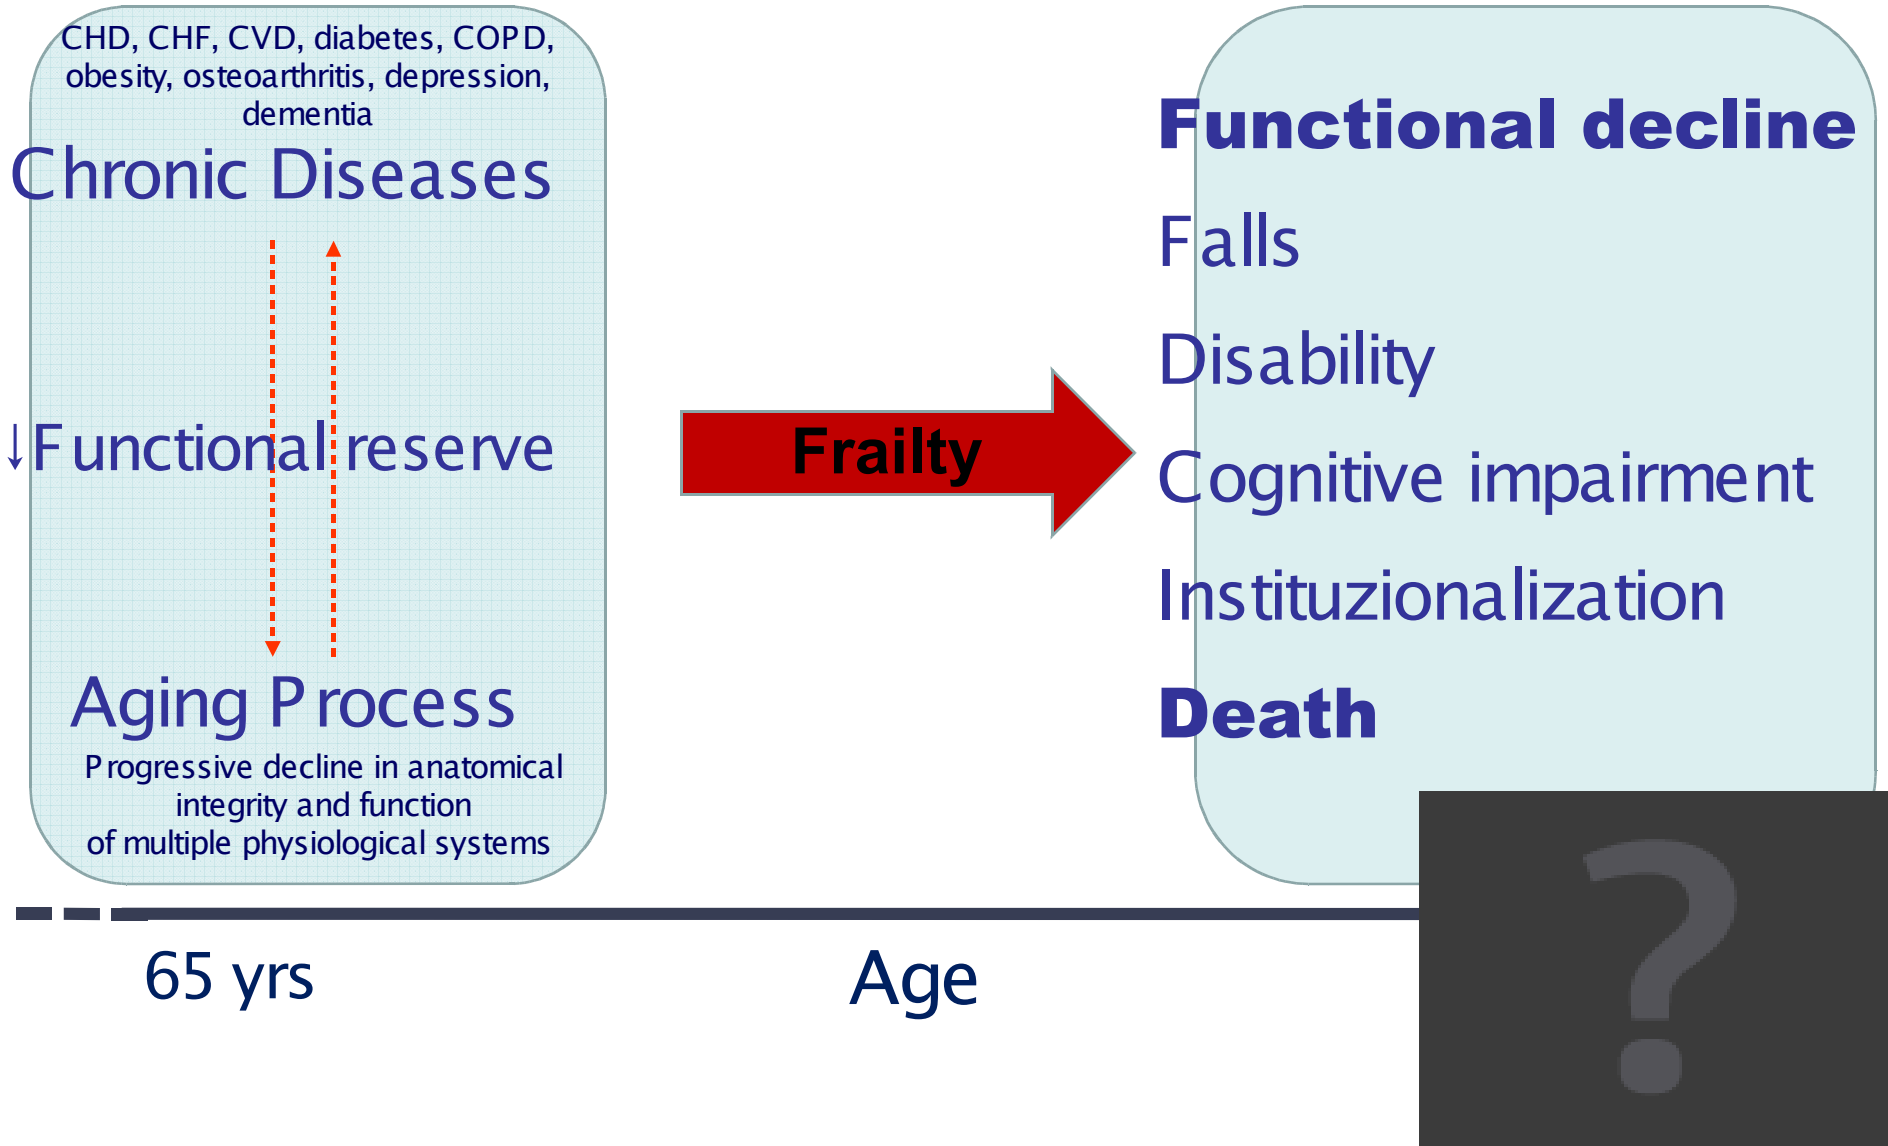 CHD, CHF, CVD, diabetes, COPD,
obesity, osteoarthritis, depression,
dementia
Chronic Diseases
↓Functional reserve
Aging Process
Progressive decline in anatomical
integrity and function
of multiple physiological systems
Frailty
Functional decline
Falls
Disability
Cognitive impairment
Instituzionalization
Death
65 yrs
Age
?